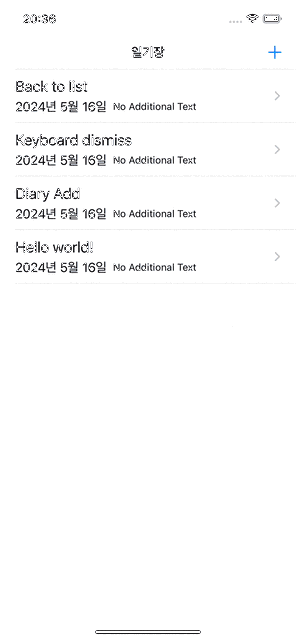 20:36
일기장
Back to list
2024년 5월 16일 No Additional Text
Keyboard dismiss
2024년 5월 16일 No Additional Text
Diary Add
2024년 5월 16일 No Additional Text
Hello world!
2024년 5월 16일 No Additional Text